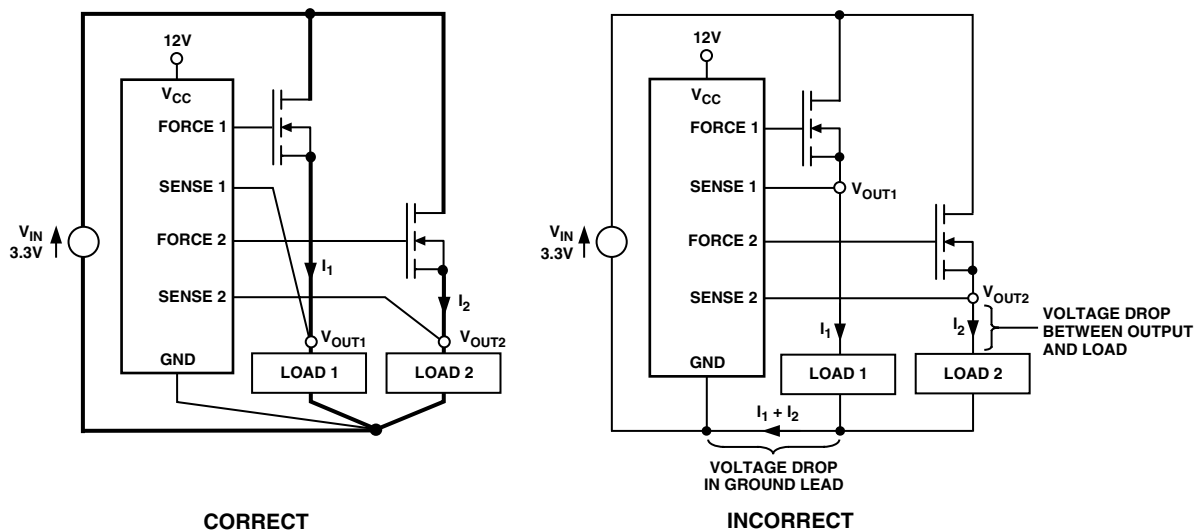 12V
VCC
FORCE 1
SENSE 1
FORCE 2
SENSE 2
GND
VIN
3.3V
I1
I2
VOUT1
VOUT2
LOAD 1
LOAD 2
CORRECT
12V
VCC
FORCE 1
SENSE 1
FORCE 2
SENSE 2
GND
VIN
3.3V
VOUT1
VOUT2
I1
I2
VOLTAGE DROP
BETWEEN OUTPUT
AND LOAD
LOAD 1
LOAD 2
I1 + I2
VOLTAGE DROP
IN GROUND LEAD
INCORRECT